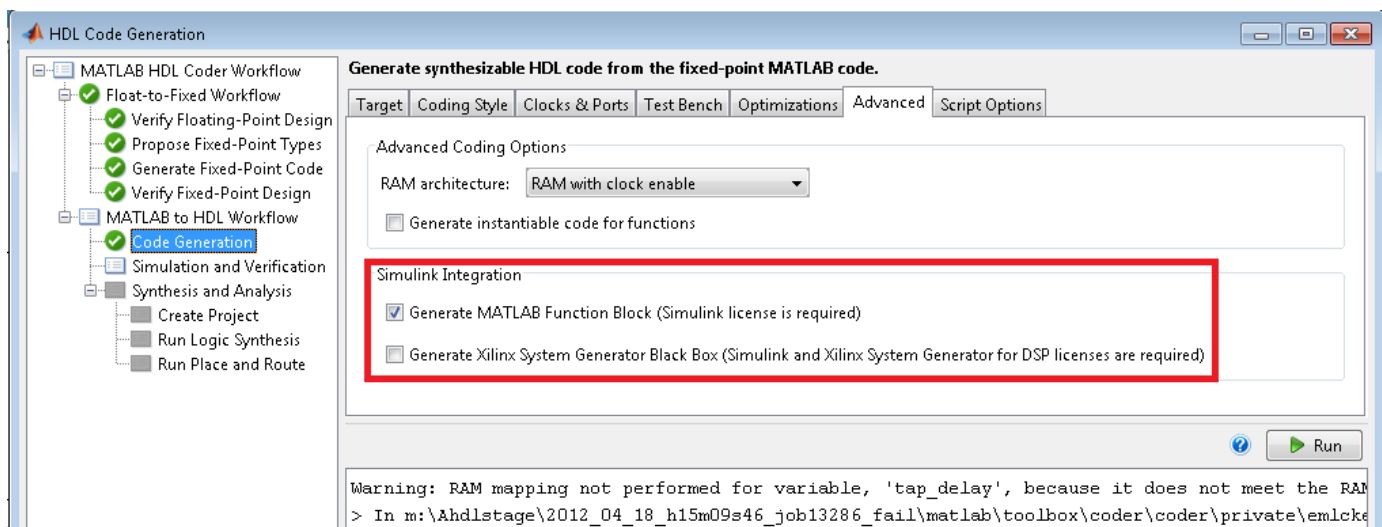 HDL Code Generation
MATLAB HDL Coder Workflow
Float-to-Fixed Workflow
Verify Floating-Point Design
Propose Fixed-Point Types
Generate Fixed-Point Code
Verify Fixed-Point Design
MATLAB to HDL Workflow
Code Generation
Simulation and Verification
Synthesis and Analysis
Create Project
Run Logic Synthesis
Run Place and Route
Generate synthesizable HDL code from the fixed-point MATLAB code.
Target Coding Style Clocks & Ports Test Bench Optimizations Advanced Script Options
Advanced Coding Options
RAM architecture: RAM with clock enable
Generate instantiable code for functions
Simulink Integration
Generate MATLAB Function Block (Simulink license is required)
Generate Xilinx System Generator Black Box (Simulink and Xilinx System Generator for DSP licenses are required)
Run
Warning: RAM mapping not performed for variable, 'tap_delay', because it does not meet the RAM
> In m:\Ahdlstage\2012_04_18_h15m09s46_job13286_fail\matlab\toolbox\coder\coder\private\emlcke